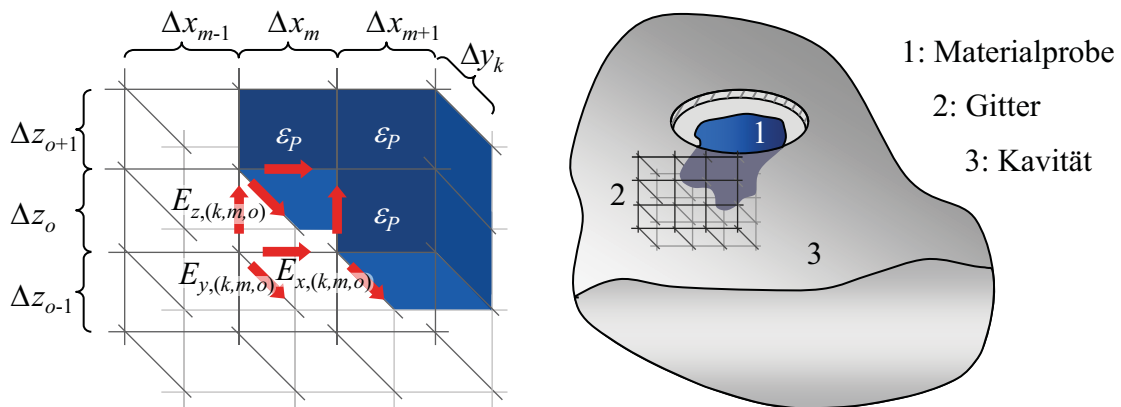 Δx_{m-1} Δx_m Δx_{m+1}
Δy_k
Δz_{o+1}
ε_P ε_P
E_{z,(k,m,o)}
Δz_o
ε_P
E_{y,(k,m,o)} E_{x,(k,m,o)}
Δz_{o-1}
1
2
3
1: Materialprobe
2: Gitter
3: Kavität